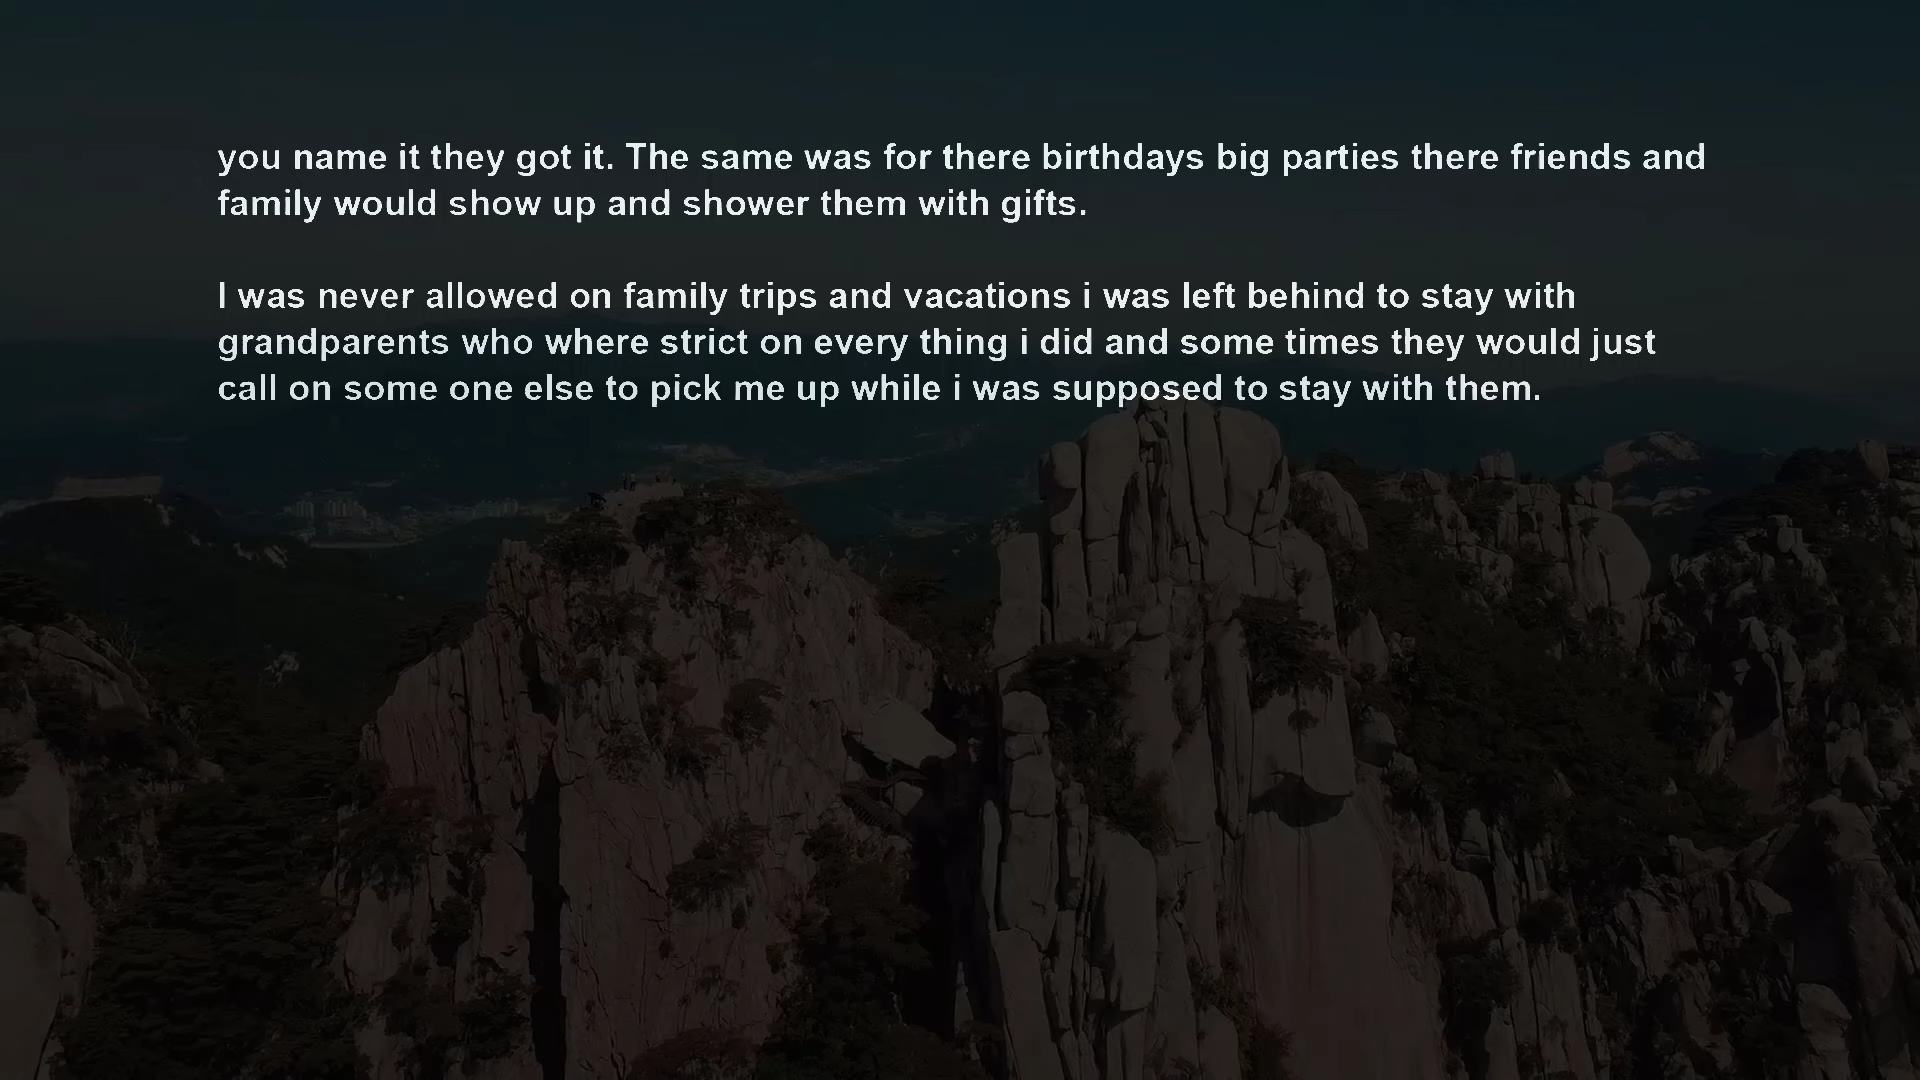 you name it they got it. The same was for there birthdays big parties there friends and
family would show up and shower them with gifts.
I was never allowed on family trips and vacations i was left behind to stay with
grandparents who where strict on every thing i did and some times they would just
call on some one else to pick me up while i was supposed to stay with them.